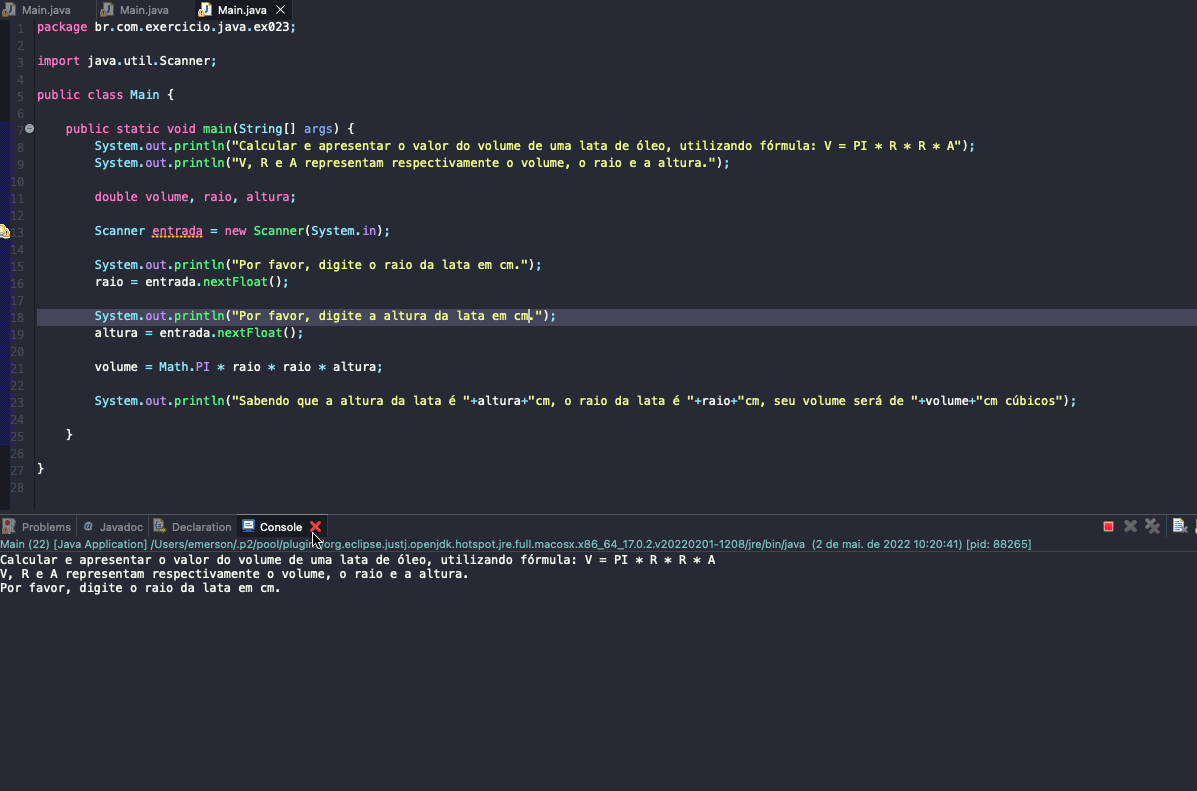 Main.java Main.java Main.java
1 package br.com.exercicio.java.ex023;
2
3 import java.util.Scanner;
4
5 public class Main {
6
7 public static void main(String[] args) {
8 System.out.println("Calcular e apresentar o valor do volume de uma lata de óleo, utilizando fórmula: V = PI * R * R * A");
9 System.out.println("V, R e A representam respectivamente o volume, o raio e a altura.");
10
11 double volume, raio, altura;
12
13 Scanner entrada = new Scanner(System.in);
14
15 System.out.println("Por favor, digite o raio da lata em cm.");
16 raio = entrada.nextFloat();
17
18 System.out.println("Por favor, digite a altura da lata em cm.");
19 altura = entrada.nextFloat();
20
21 volume = Math.PI * raio * raio * altura;
22
23 System.out.println("Sabendo que a altura da lata é "+altura+"cm, o raio da lata é "+raio+"cm, seu volume será de "+volume+"cm cúbicos");
24
25 }
26
27 }
28
Problems Javadoc Declaration Console
Main (22) [Java Application] /Users/emerson/.p2/pool/plugins/org.eclipse.justj.openjdk.hotspot.jre.full.macosx.x86_64_17.0.2.v20220201-1208/jre/bin/java (2 de mai. de 2022 10:20:41) [pid: 88265]
Calcular e apresentar o valor do volume de uma lata de óleo, utilizando fórmula: V = PI * R * R * A
V, R e A representam respectivamente o volume, o raio e a altura.
Por favor, digite o raio da lata em cm.